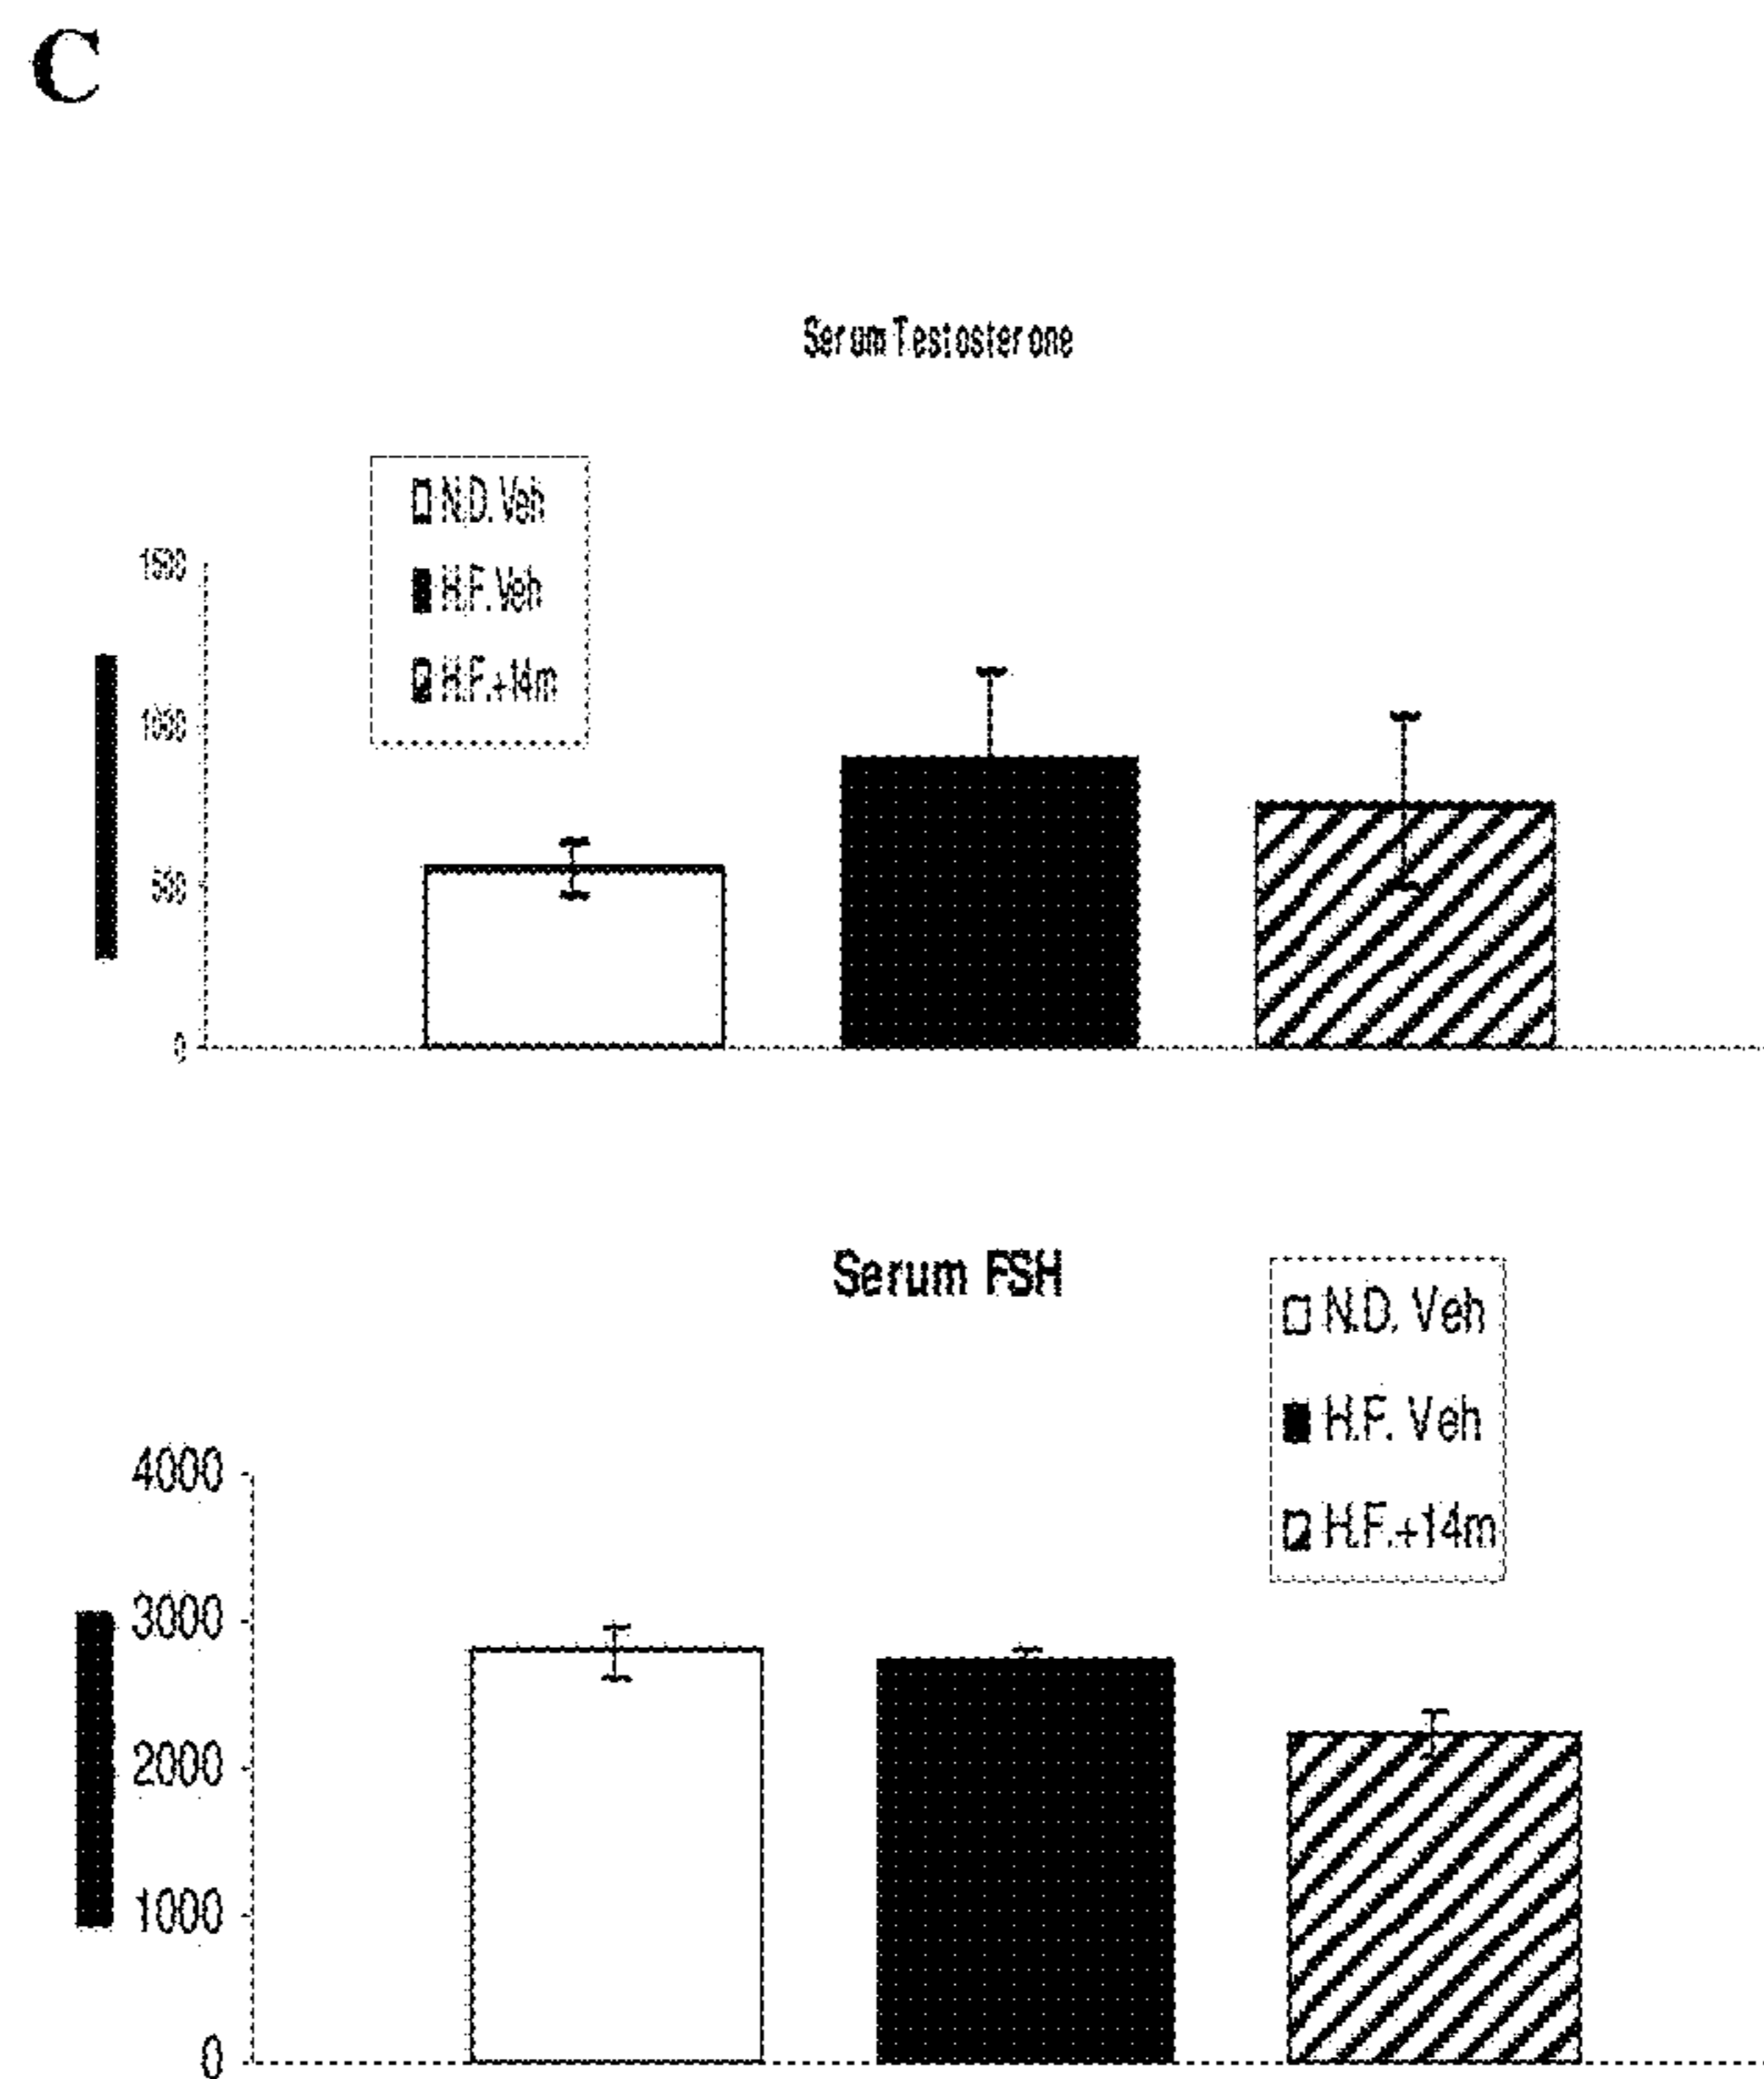 C
Serum Testosterone
N.D. Veh
H.F. Veh
H.F.+14m
1500
1000
500
0
Serum FSH
N.D. Veh
H.F. Veh
H.F.+14m
4000
3000
2000
1000
0